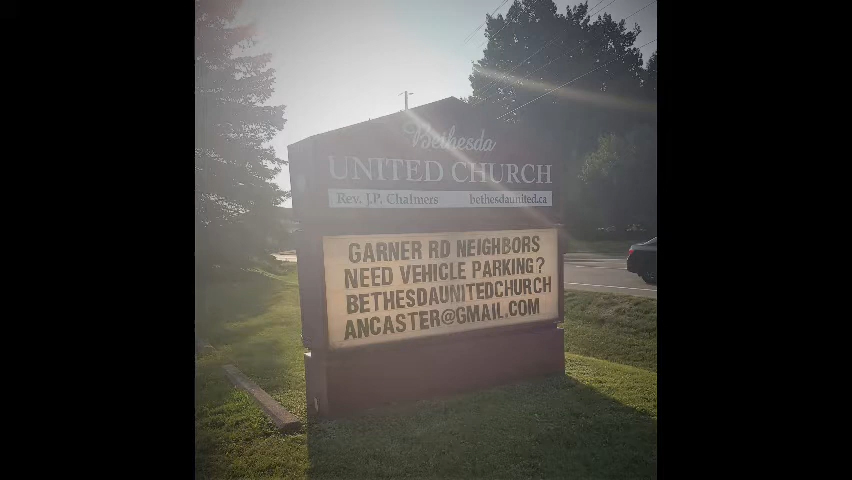 Bethesda
UNITED CHURCH
Rev. J.P. Chalmers bethesdaunited.ca
GARNER RD NEIGHBORS
NEED VEHICLE PARKING?
BETHESDAUNITEDCHURCH
ANCASTER@GMAIL.COM